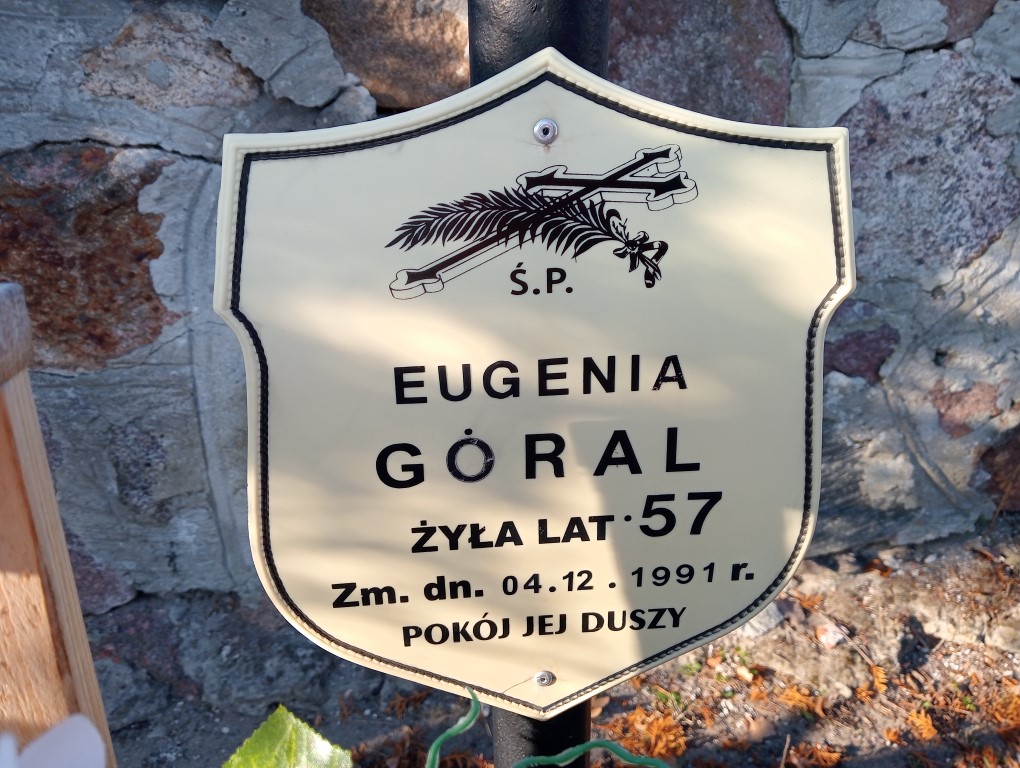 Ś.P.
EUGENIA
GÓRAL
ŻYŁA LAT 57
Zm. dn. 04.12.1991 r.
POKÓJ JEJ DUSZY